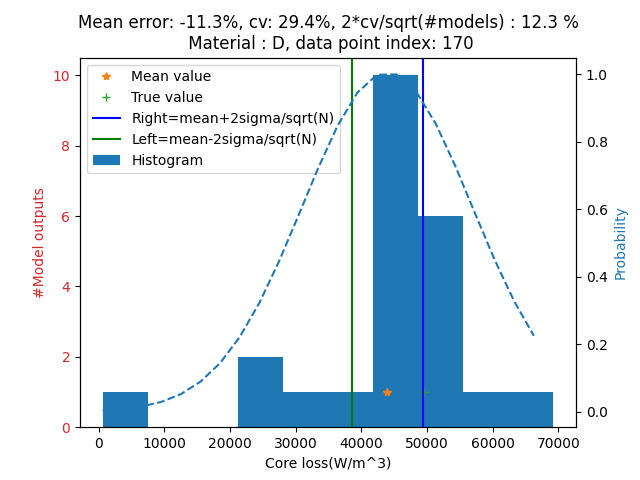 Mean error: -11.3%, cv: 29.4%, 2*cv/sqrt(#models) : 12.3 %
Material : D, data point index: 170
Mean value
True value
Right=mean+2sigma/sqrt(N)
Left=mean-2sigma/sqrt(N)
Histogram
#Model outputs
10
8
6
4
2
0
Probability
1.0
0.8
0.6
0.4
0.2
0.0
0 10000 20000 30000 40000 50000 60000 70000
Core loss(W/m^3)